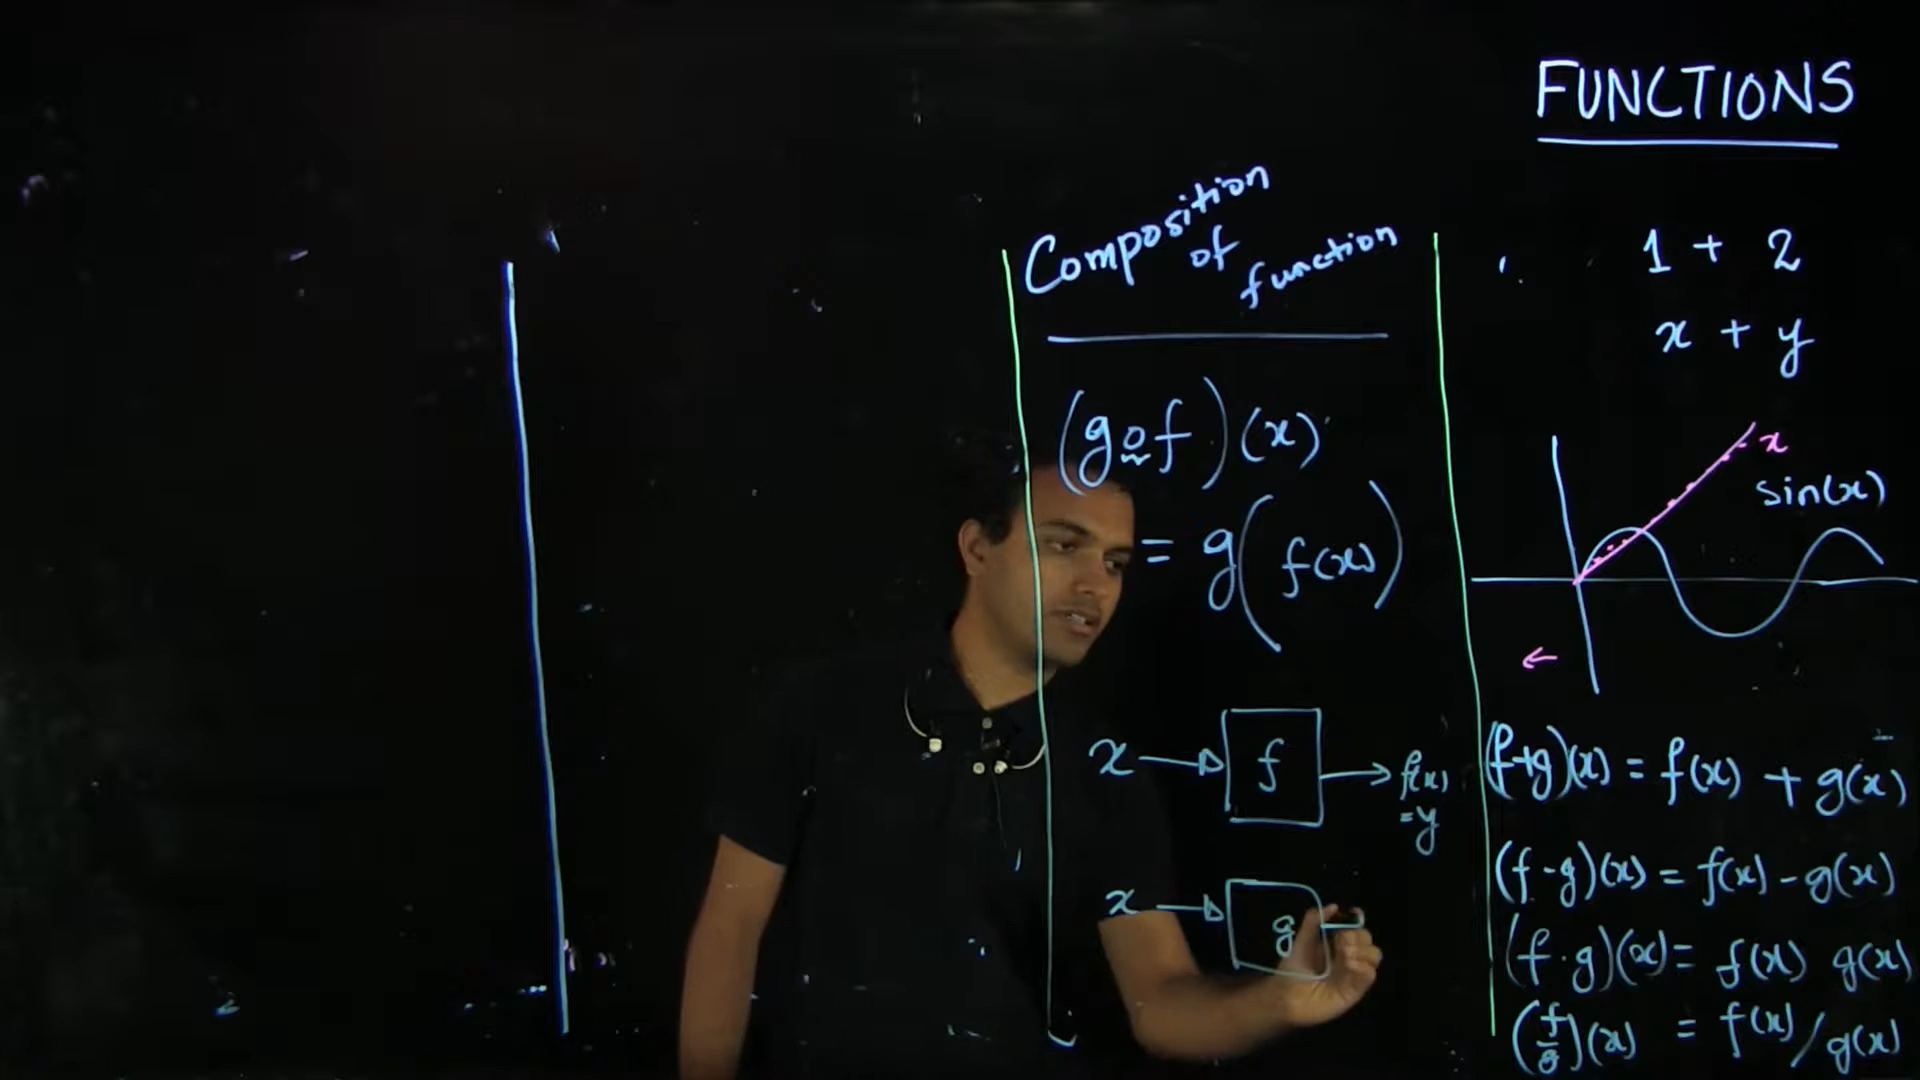 FUNCTIONS
Composition
of
function
(g o f)(x)
= g(f(x))
x → f → f(x)
= y
x → g
1 + 2
x + y
x
sin(x)
←
(f+g)(x) = f(x) + g(x)
(f - g)(x) = f(x) - g(x)
(f · g)(x) = f(x) g(x)
(f/g)(x) = f(x) / g(x)